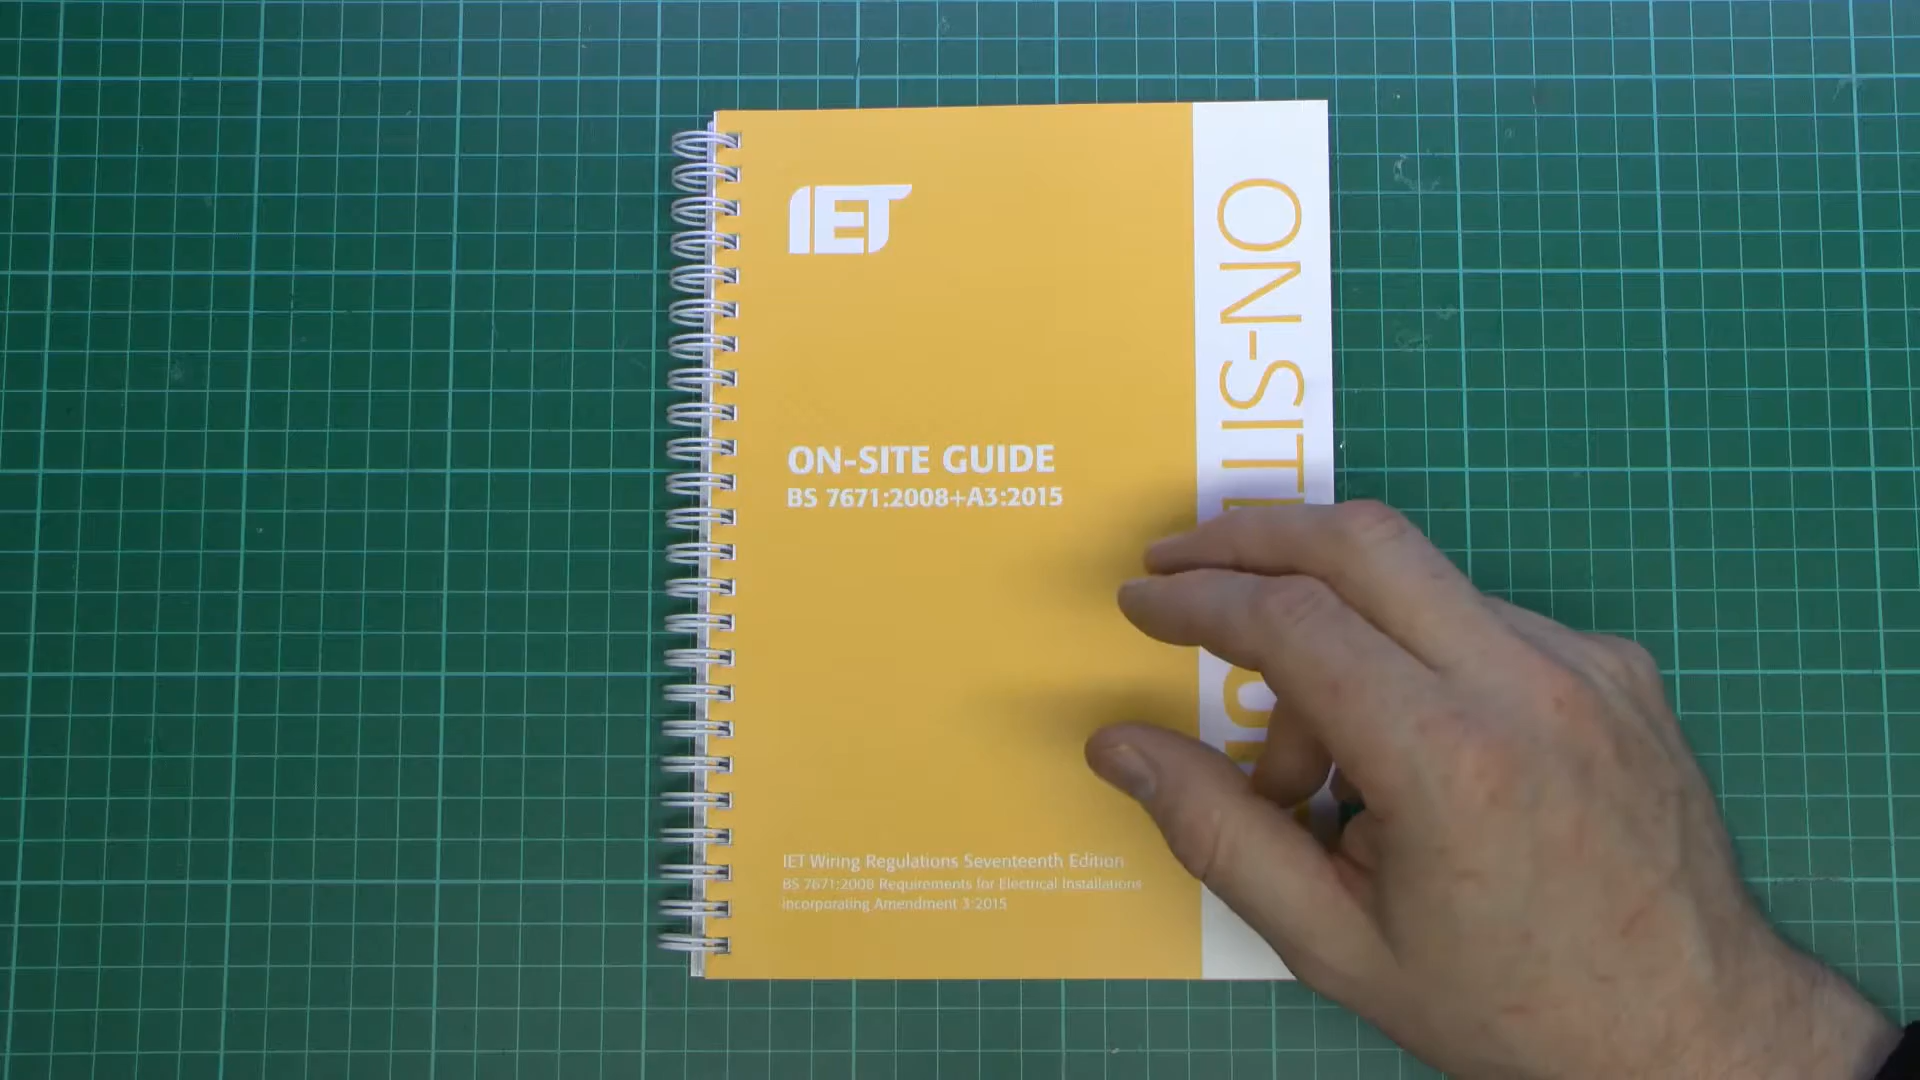 IET
ON-SITE GUIDE
BS 7671:2008+A3:2015
IET Wiring Regulations Seventeenth Edition
BS 7671:2008 Requirements for Electrical Installations
incorporating Amendment 3:2015
ON-SITE